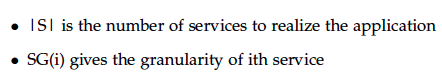 • |S| is the number of services to realize the application
• SG(i) gives the granularity of ith service